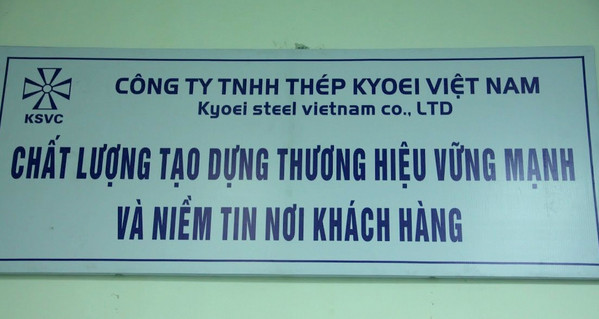 CÔNG TY TNHH THÉP KYOEI VIỆT NAM
Kyoei steel vietnam co., LTD
KSVC
CHẤT LƯỢNG TẠO DỰNG THƯƠNG HIỆU VỮNG MẠNH
VÀ NIỀM TIN NƠI KHÁCH HÀNG